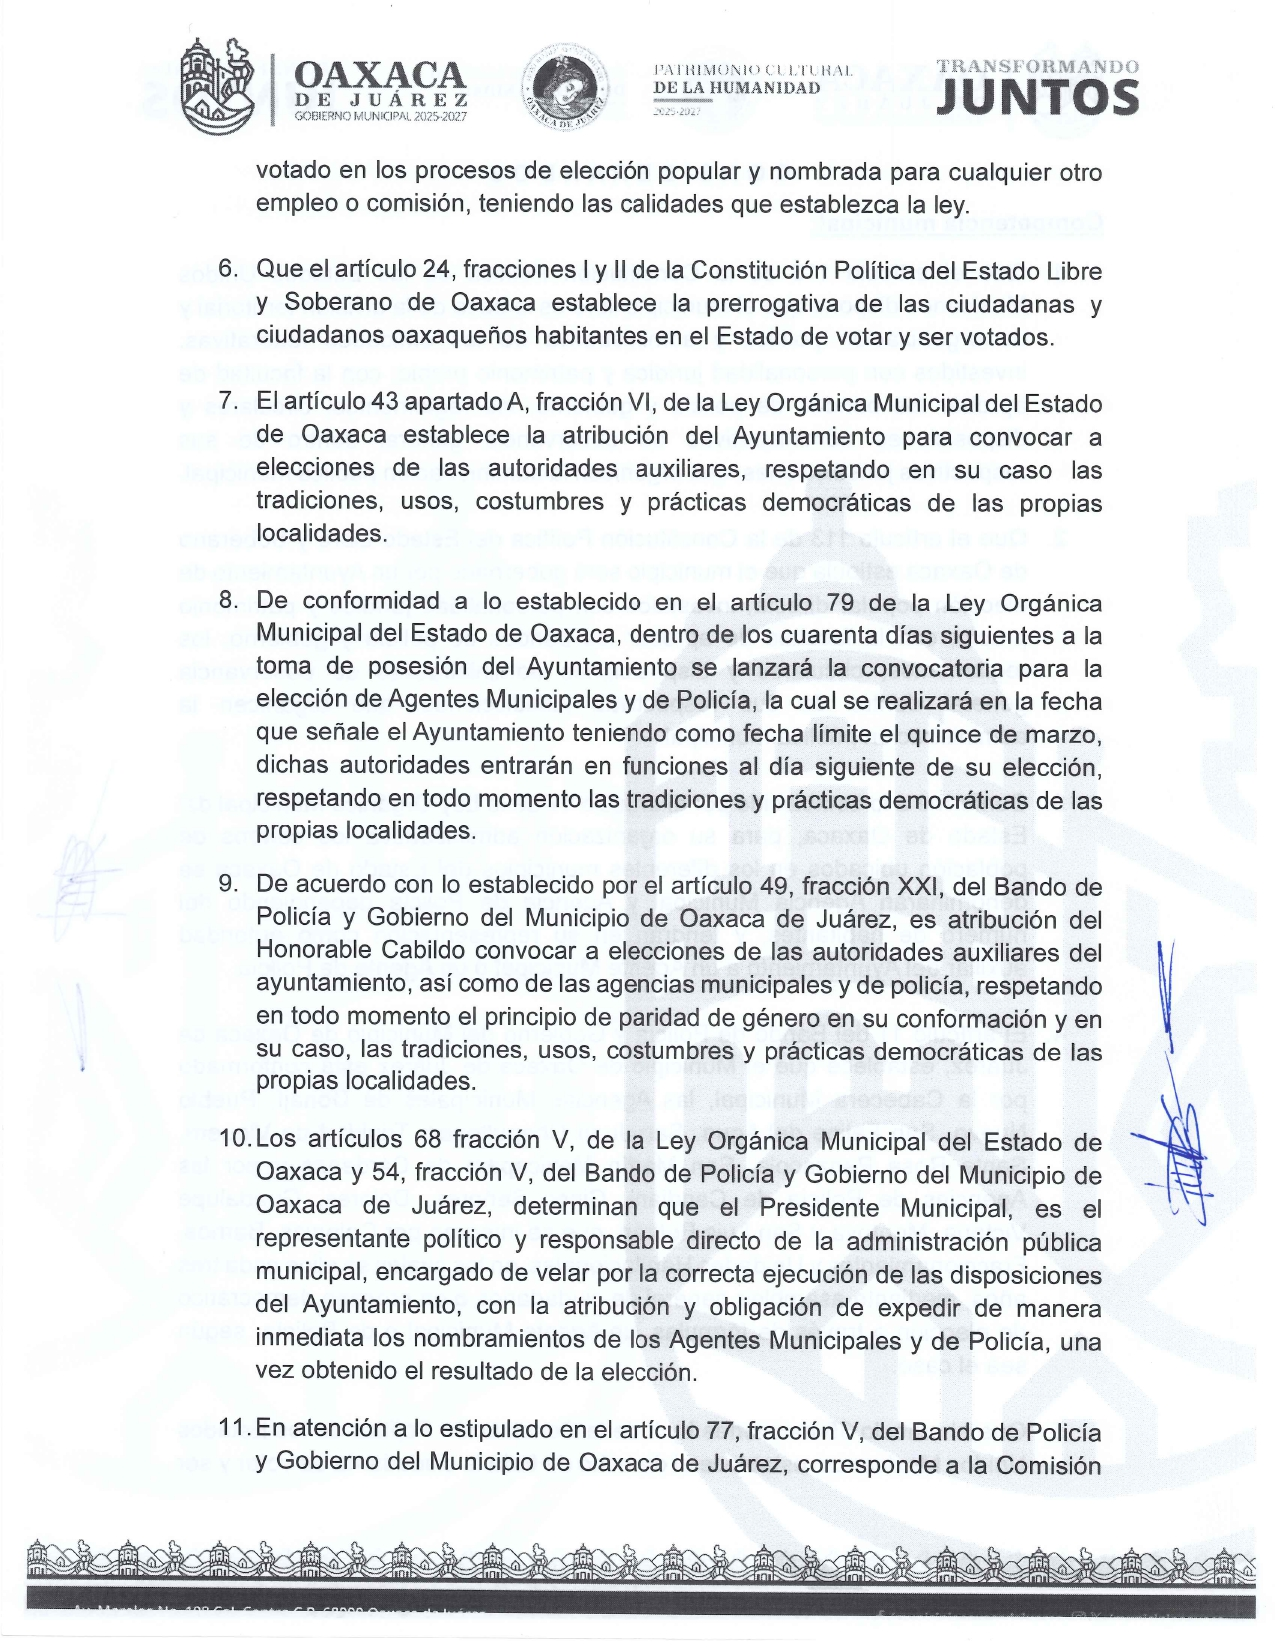 OAXACA
DE JUÁREZ
GOBIERNO MUNICIPAL 2025-2027
OAXACA DE JUÁREZ
PATRIMONIO CULTURAL
DE LA HUMANIDAD
2025-2027
TRANSFORMANDO
JUNTOS
votado en los procesos de elección popular y nombrada para cualquier otro
empleo o comisión, teniendo las calidades que establezca la ley.
6. Que el artículo 24, fracciones I y II de la Constitución Política del Estado Libre
y Soberano de Oaxaca establece la prerrogativa de las ciudadanas y
ciudadanos oaxaqueños habitantes en el Estado de votar y ser votados.
7. El artículo 43 apartado A, fracción VI, de la Ley Orgánica Municipal del Estado
de Oaxaca establece la atribución del Ayuntamiento para convocar a
elecciones de las autoridades auxiliares, respetando en su caso las
tradiciones, usos, costumbres y prácticas democráticas de las propias
localidades.
8. De conformidad a lo establecido en el artículo 79 de la Ley Orgánica
Municipal del Estado de Oaxaca, dentro de los cuarenta días siguientes a la
toma de posesión del Ayuntamiento se lanzará la convocatoria para la
elección de Agentes Municipales y de Policía, la cual se realizará en la fecha
que señale el Ayuntamiento teniendo como fecha límite el quince de marzo,
dichas autoridades entrarán en funciones al día siguiente de su elección,
respetando en todo momento las tradiciones y prácticas democráticas de las
propias localidades.
9. De acuerdo con lo establecido por el artículo 49, fracción XXI, del Bando de
Policía y Gobierno del Municipio de Oaxaca de Juárez, es atribución del
Honorable Cabildo convocar a elecciones de las autoridades auxiliares del
ayuntamiento, así como de las agencias municipales y de policía, respetando
en todo momento el principio de paridad de género en su conformación y en
su caso, las tradiciones, usos, costumbres y prácticas democráticas de las
propias localidades.
10. Los artículos 68 fracción V, de la Ley Orgánica Municipal del Estado de
Oaxaca y 54, fracción V, del Bando de Policía y Gobierno del Municipio de
Oaxaca de Juárez, determinan que el Presidente Municipal, es el
representante político y responsable directo de la administración pública
municipal, encargado de velar por la correcta ejecución de las disposiciones
del Ayuntamiento, con la atribución y obligación de expedir de manera
inmediata los nombramientos de los Agentes Municipales y de Policía, una
vez obtenido el resultado de la elección.
11. En atención a lo estipulado en el artículo 77, fracción V, del Bando de Policía
y Gobierno del Municipio de Oaxaca de Juárez, corresponde a la Comisión